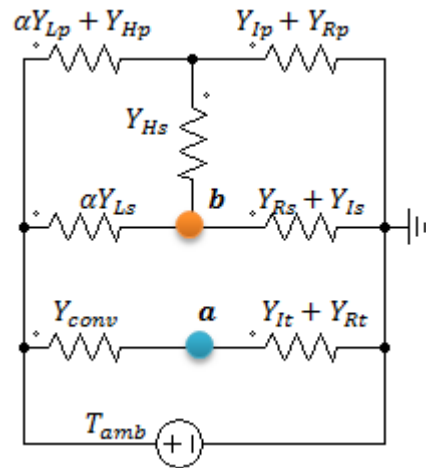 αY_Lp + Y_Hp
Y_Ip + Y_Rp
Y_Hs
b
αY_Ls
Y_Rs + Y_Is
Y_conv
a
Y_It + Y_Rt
T_amb
+ −